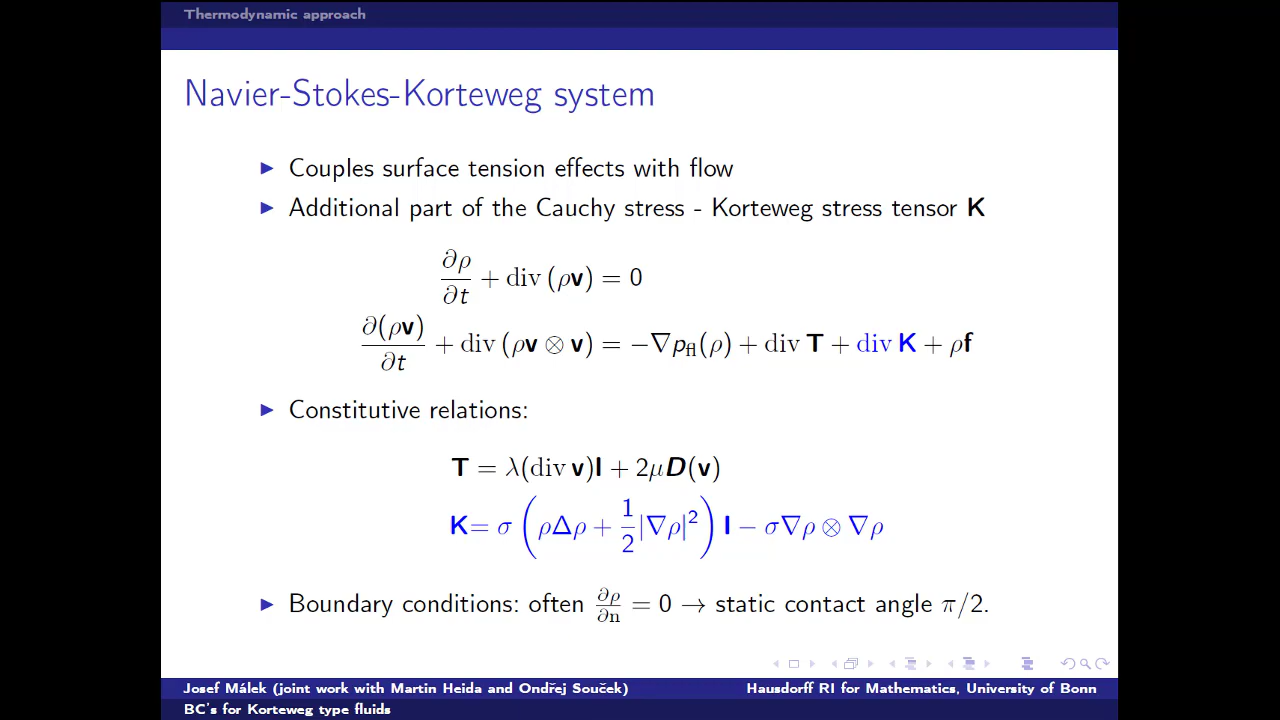 Thermodynamic approach
Navier-Stokes-Korteweg system
▶ Couples surface tension effects with flow
▶ Additional part of the Cauchy stress - Korteweg stress tensor K
∂ρ/∂t + div (ρv) = 0
∂(ρv)/∂t + div (ρv ⊗ v) = −∇p_fl(ρ) + div T + div K + ρf
▶ Constitutive relations:
T = λ(div v)I + 2μD(v)
K= σ (ρΔρ + 1/2 |∇ρ|²) I − σ∇ρ ⊗ ∇ρ
▶ Boundary conditions: often ∂ρ/∂n = 0 → static contact angle π/2.
Josef Málek (joint work with Martin Heida and Ondřej Souček) Hausdorff RI for Mathematics, University of Bonn
BC's for Korteweg type fluids